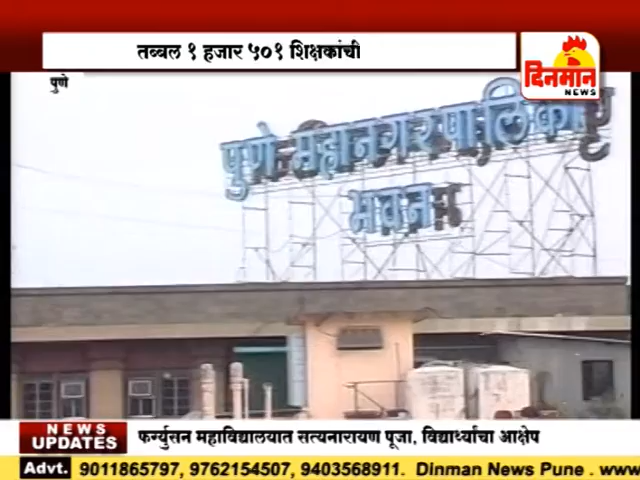 तब्बल १ हजार ५०१ शिक्षकांची
दिनमान
NEWS
पुणे
पुणे महानगरपालिका
भवन
NEWS
UPDATES
फर्ग्युसन महाविद्यालयात सत्यनारायण पूजा, विद्यार्थ्यांचा आक्षेप
Advt. 9011865797, 9762154507, 9403568911. Dinman News Pune . www